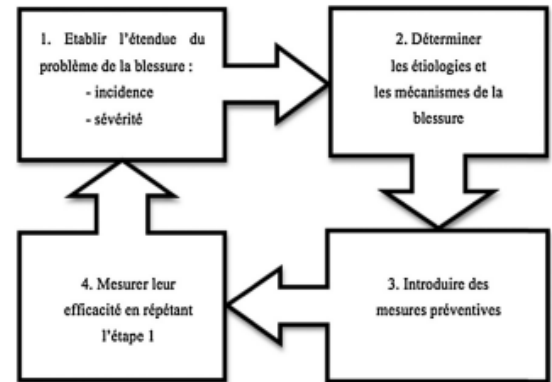 1. Etablir l'étendue du
problème de la blessure :
- incidence
- sévérité
2. Déterminer
les étiologies et
les mécanismes de la
blessure
3. Introduire des
mesures préventives
4. Mesurer leur
efficacité en répétant
l'étape 1